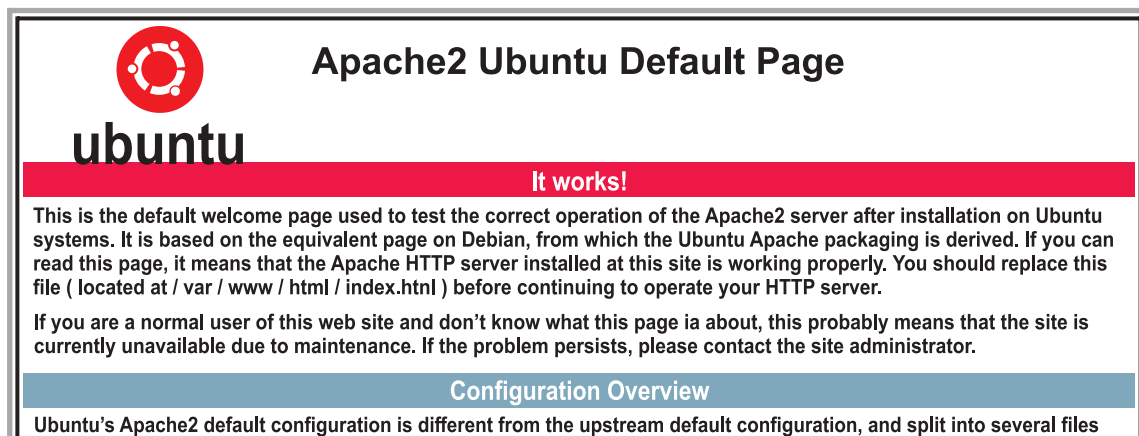 Apache2 Ubuntu Default Page
ubuntu
It works!
This is the default welcome page used to test the correct operation of the Apache2 server after installation on Ubuntu
systems. It is based on the equivalent page on Debian, from which the Ubuntu Apache packaging is derived. If you can
read this page, it means that the Apache HTTP server installed at this site is working properly. You should replace this
file ( located at / var / www / html / index.htnl ) before continuing to operate your HTTP server.
If you are a normal user of this web site and don’t know what this page ia about, this probably means that the site is
currently unavailable due to maintenance. If the problem persists, please contact the site administrator.
Configuration Overview
Ubuntu’s Apache2 default configuration is different from the upstream default configuration, and split into several files